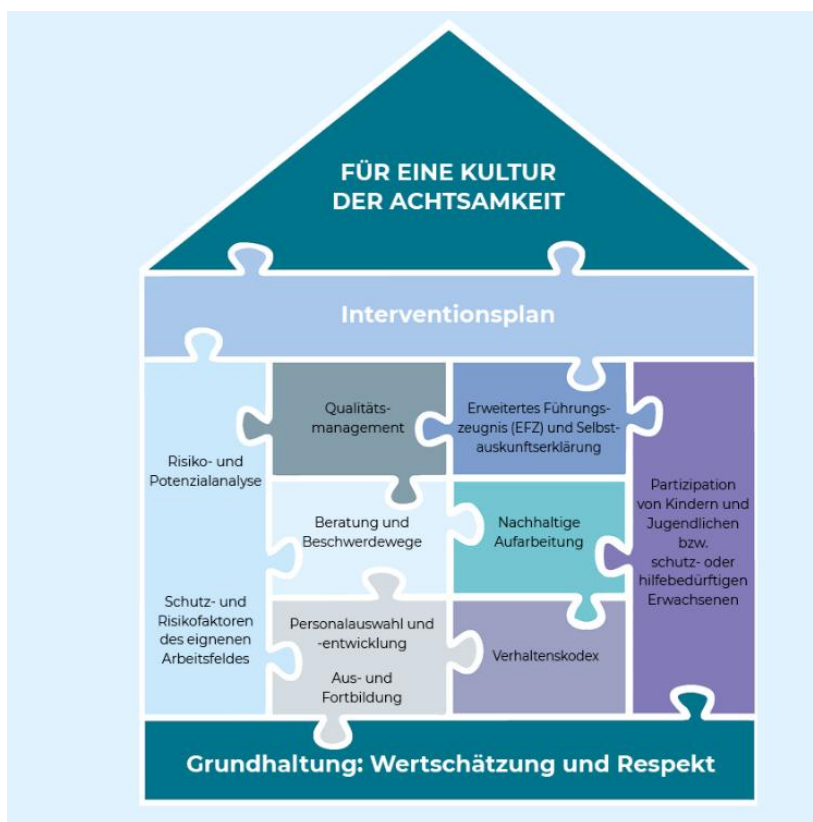 FÜR EINE KULTUR
DER ACHTSAMKEIT
Interventionsplan
Risiko- und
Potenzialanalyse
Schutz- und
Risikofaktoren
des eignenen
Arbeitsfeldes
Qualitäts-
management
Erweitertes Führungs-
zeugnis (EFZ) und Selbst-
auskunftserklärung
Beratung und
Beschwerdewege
Nachhaltige
Aufarbeitung
Personalauswahl und
-entwicklung
Aus- und
Fortbildung
Verhaltenskodex
Partizipation
von Kindern und
Jugendlichen
bzw.
schutz- oder
hilfebedürftigen
Erwachsenen
Grundhaltung: Wertschätzung und Respekt